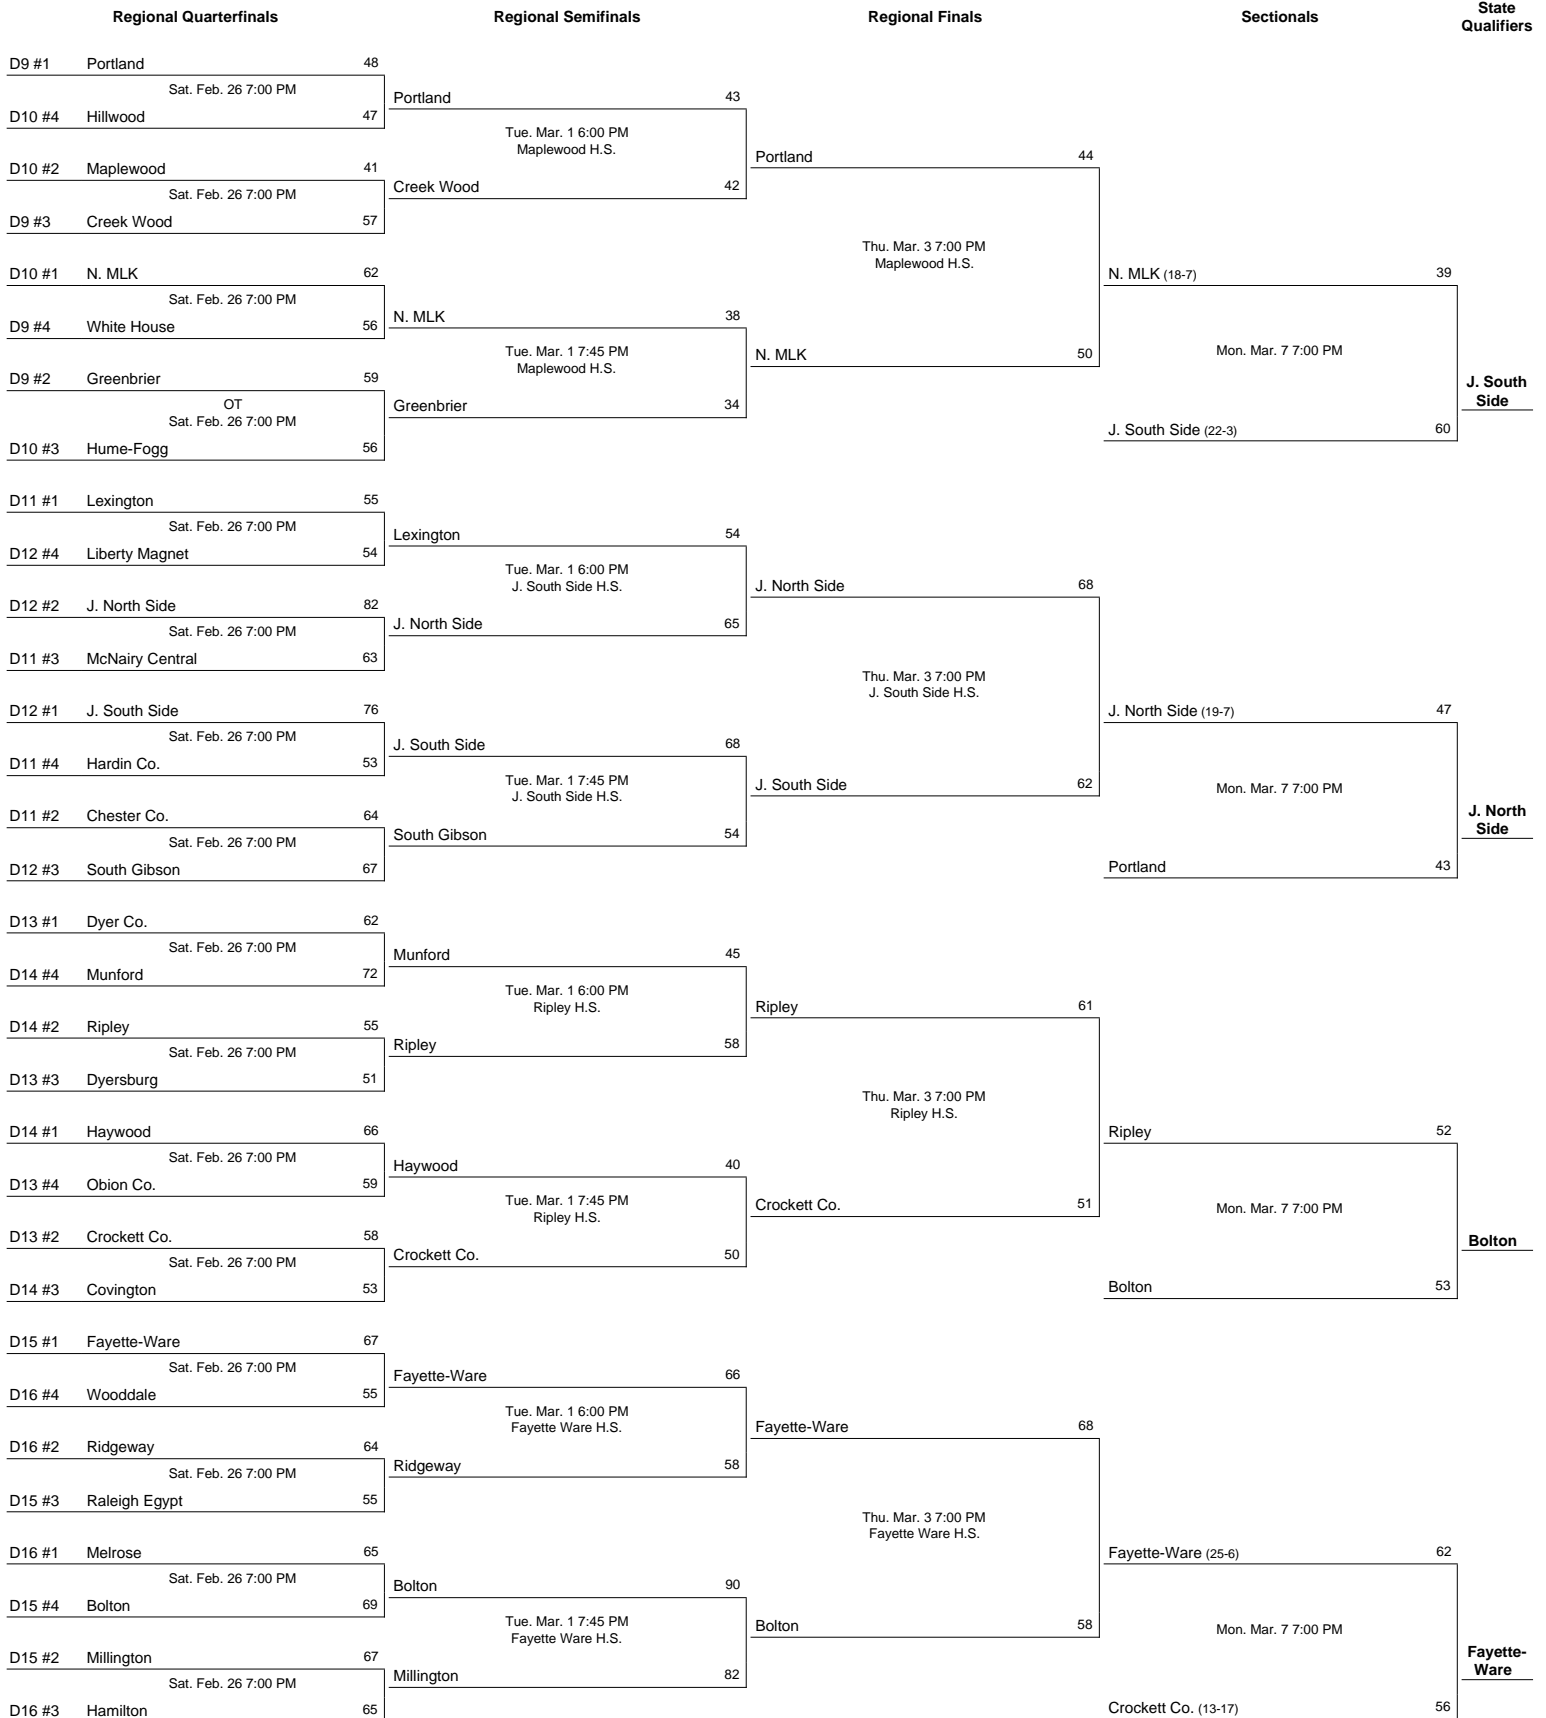 Regional Quarterfinals Regional Semifinals Regional Finals Sectionals State Qualifiers
D9 #1 Portland 48
Sat. Feb. 26 7:00 PM
D10 #4 Hillwood 47
D10 #2 Maplewood 41
Sat. Feb. 26 7:00 PM
D9 #3 Creek Wood 57
D10 #1 N. MLK 62
Sat. Feb. 26 7:00 PM
D9 #4 White House 56
D9 #2 Greenbrier 59
OT
Sat. Feb. 26 7:00 PM
D10 #3 Hume-Fogg 56
D11 #1 Lexington 55
Sat. Feb. 26 7:00 PM
D12 #4 Liberty Magnet 54
D12 #2 J. North Side 82
Sat. Feb. 26 7:00 PM
D11 #3 McNairy Central 63
D12 #1 J. South Side 76
Sat. Feb. 26 7:00 PM
D11 #4 Hardin Co. 53
D11 #2 Chester Co. 64
Sat. Feb. 26 7:00 PM
D12 #3 South Gibson 67
D13 #1 Dyer Co. 62
Sat. Feb. 26 7:00 PM
D14 #4 Munford 72
D14 #2 Ripley 55
Sat. Feb. 26 7:00 PM
D13 #3 Dyersburg 51
D14 #1 Haywood 66
Sat. Feb. 26 7:00 PM
D13 #4 Obion Co. 59
D13 #2 Crockett Co. 58
Sat. Feb. 26 7:00 PM
D14 #3 Covington 53
D15 #1 Fayette-Ware 67
Sat. Feb. 26 7:00 PM
D16 #4 Wooddale 55
D16 #2 Ridgeway 64
Sat. Feb. 26 7:00 PM
D15 #3 Raleigh Egypt 55
D16 #1 Melrose 65
Sat. Feb. 26 7:00 PM
D15 #4 Bolton 69
D15 #2 Millington 67
Sat. Feb. 26 7:00 PM
D16 #3 Hamilton 65
Portland 43
Tue. Mar. 1 6:00 PM
Maplewood H.S.
Creek Wood 42
N. MLK 38
Tue. Mar. 1 7:45 PM
Maplewood H.S.
Greenbrier 34
Lexington 54
Tue. Mar. 1 6:00 PM
J. South Side H.S.
J. North Side 65
J. South Side 68
Tue. Mar. 1 7:45 PM
J. South Side H.S.
South Gibson 54
Munford 45
Tue. Mar. 1 6:00 PM
Ripley H.S.
Ripley 58
Haywood 40
Tue. Mar. 1 7:45 PM
Ripley H.S.
Crockett Co. 50
Fayette-Ware 66
Tue. Mar. 1 6:00 PM
Fayette Ware H.S.
Ridgeway 58
Bolton 90
Tue. Mar. 1 7:45 PM
Fayette Ware H.S.
Millington 82
Portland 44
Thu. Mar. 3 7:00 PM
Maplewood H.S.
N. MLK 50
J. North Side 68
Thu. Mar. 3 7:00 PM
J. South Side H.S.
J. South Side 62
Ripley 61
Thu. Mar. 3 7:00 PM
Ripley H.S.
Crockett Co. 51
Fayette-Ware 68
Thu. Mar. 3 7:00 PM
Fayette Ware H.S.
Bolton 58
N. MLK (18-7) 39
Mon. Mar. 7 7:00 PM
J. South Side (22-3) 60
J. North Side (19-7) 47
Mon. Mar. 7 7:00 PM
Portland 43
Ripley 52
Mon. Mar. 7 7:00 PM
Bolton 53
Fayette-Ware (25-6) 62
Mon. Mar. 7 7:00 PM
Crockett Co. (13-17) 56
J. South
Side
J. North
Side
Bolton
Fayette-
Ware